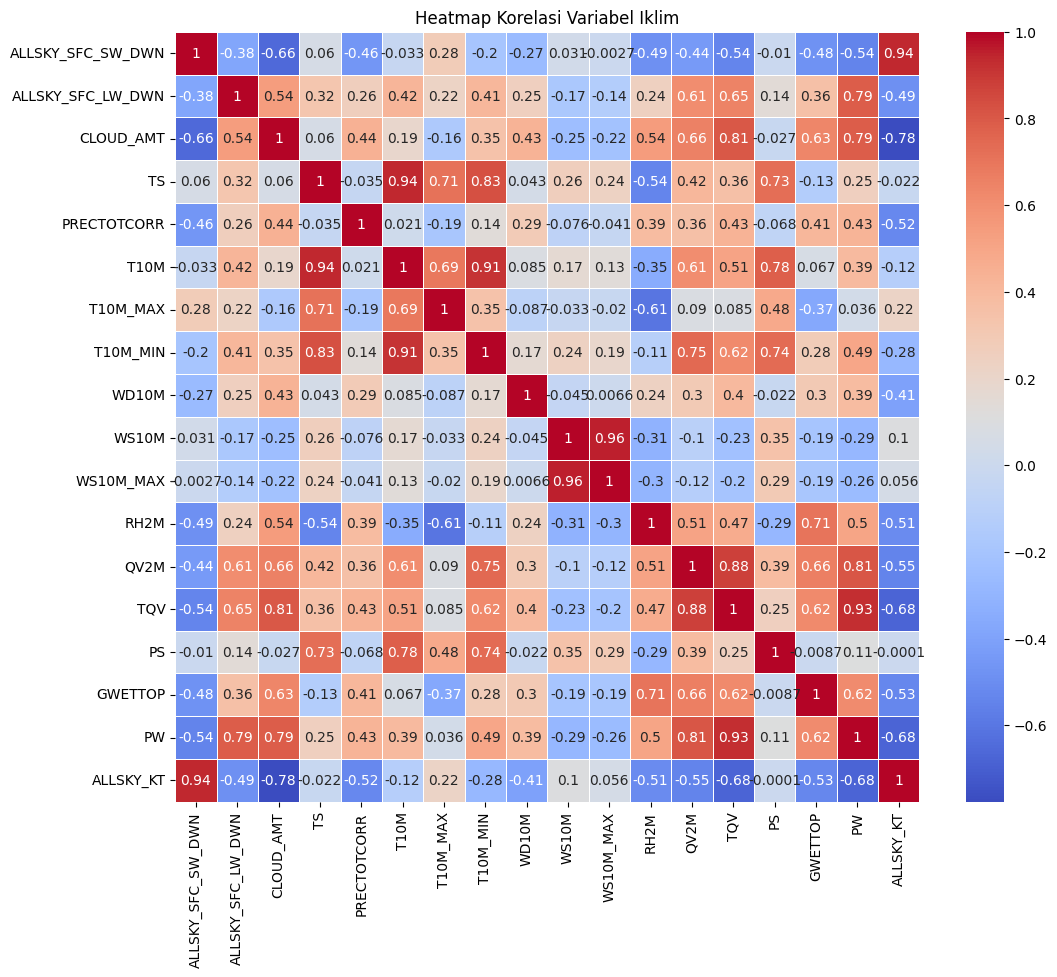 Heatmap Korelasi Variabel Iklim
ALLSKY_SFC_SW_DWN 1 -0.38 -0.66 0.06 -0.46 -0.033 0.28 -0.2 -0.27 0.031 -0.0027 -0.49 -0.44 -0.54 -0.01 -0.48 -0.54 0.94
ALLSKY_SFC_LW_DWN -0.38 1 0.54 0.32 0.26 0.42 0.22 0.41 0.25 -0.17 -0.14 0.24 0.61 0.65 0.14 0.36 0.79 -0.49
CLOUD_AMT -0.66 0.54 1 0.06 0.44 0.19 -0.16 0.35 0.43 -0.25 -0.22 0.54 0.66 0.81 -0.027 0.63 0.79 -0.78
TS 0.06 0.32 0.06 1 -0.035 0.94 0.71 0.83 0.043 0.26 0.24 -0.54 0.42 0.36 0.73 -0.13 0.25 -0.022
PRECTOTCORR -0.46 0.26 0.44 -0.035 1 0.021 -0.19 0.14 0.29 -0.076 -0.041 0.39 0.36 0.43 -0.068 0.41 0.43 -0.52
T10M -0.033 0.42 0.19 0.94 0.021 1 0.69 0.91 0.085 0.17 0.13 -0.35 0.61 0.51 0.78 0.067 0.39 -0.12
T10M_MAX 0.28 0.22 -0.16 0.71 -0.19 0.69 1 0.35 -0.087 -0.033 -0.02 -0.61 0.09 0.085 0.48 -0.37 0.036 0.22
T10M_MIN -0.2 0.41 0.35 0.83 0.14 0.91 0.35 1 0.17 0.24 0.19 -0.11 0.75 0.62 0.74 0.28 0.49 -0.28
WD10M -0.27 0.25 0.43 0.043 0.29 0.085 -0.087 0.17 1 -0.045 0.0066 0.24 0.3 0.4 -0.022 0.3 0.39 -0.41
WS10M 0.031 -0.17 -0.25 0.26 -0.076 0.17 -0.033 0.24 -0.045 1 0.96 -0.31 -0.1 -0.23 0.35 -0.19 -0.29 0.1
WS10M_MAX -0.0027 -0.14 -0.22 0.24 -0.041 0.13 -0.02 0.19 0.0066 0.96 1 -0.3 -0.12 -0.2 0.29 -0.19 -0.26 0.056
RH2M -0.49 0.24 0.54 -0.54 0.39 -0.35 -0.61 -0.11 0.24 -0.31 -0.3 1 0.51 0.47 -0.29 0.71 0.5 -0.51
QV2M -0.44 0.61 0.66 0.42 0.36 0.61 0.09 0.75 0.3 -0.1 -0.12 0.51 1 0.88 0.39 0.66 0.81 -0.55
TQV -0.54 0.65 0.81 0.36 0.43 0.51 0.085 0.62 0.4 -0.23 -0.2 0.47 0.88 1 0.25 0.62 0.93 -0.68
PS -0.01 0.14 -0.027 0.73 -0.068 0.78 0.48 0.74 -0.022 0.35 0.29 -0.29 0.39 0.25 1 -0.0087 0.11 -0.0001
GWETTOP -0.48 0.36 0.63 -0.13 0.41 0.067 -0.37 0.28 0.3 -0.19 -0.19 0.71 0.66 0.62 -0.0087 1 0.62 -0.53
PW -0.54 0.79 0.79 0.25 0.43 0.39 0.036 0.49 0.39 -0.29 -0.26 0.5 0.81 0.93 0.11 0.62 1 -0.68
ALLSKY_KT 0.94 -0.49 -0.78 -0.022 -0.52 -0.12 0.22 -0.28 -0.41 0.1 0.056 -0.51 -0.55 -0.68 -0.0001 -0.53 -0.68 1
ALLSKY_SFC_SW_DWN
ALLSKY_SFC_LW_DWN
CLOUD_AMT
TS
PRECTOTCORR
T10M
T10M_MAX
T10M_MIN
WD10M
WS10M
WS10M_MAX
RH2M
QV2M
TQV
PS
GWETTOP
PW
ALLSKY_KT
1.0
0.8
0.6
0.4
0.2
0.0
-0.2
-0.4
-0.6